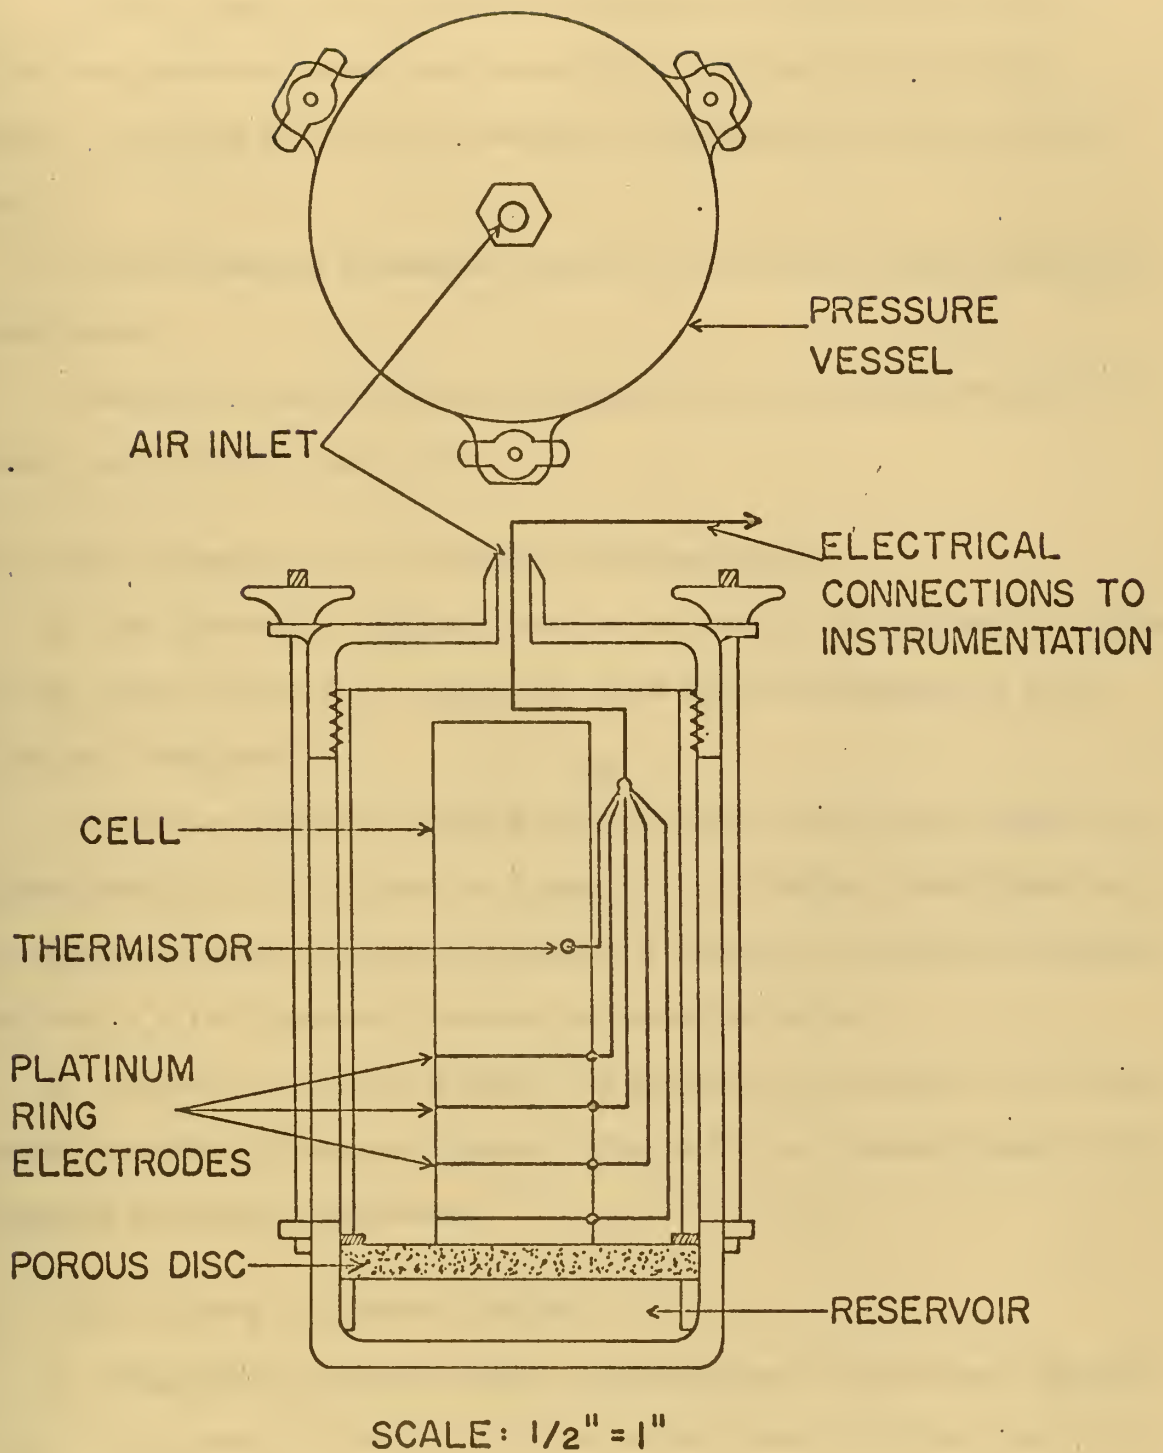 PRESSURE
VESSEL
AIR INLET
ELECTRICAL
CONNECTIONS TO
INSTRUMENTATION
CELL
THERMISTOR
PLATINUM
RING
ELECTRODES
POROUS DISC
RESERVOIR
SCALE: 1/2" = 1"